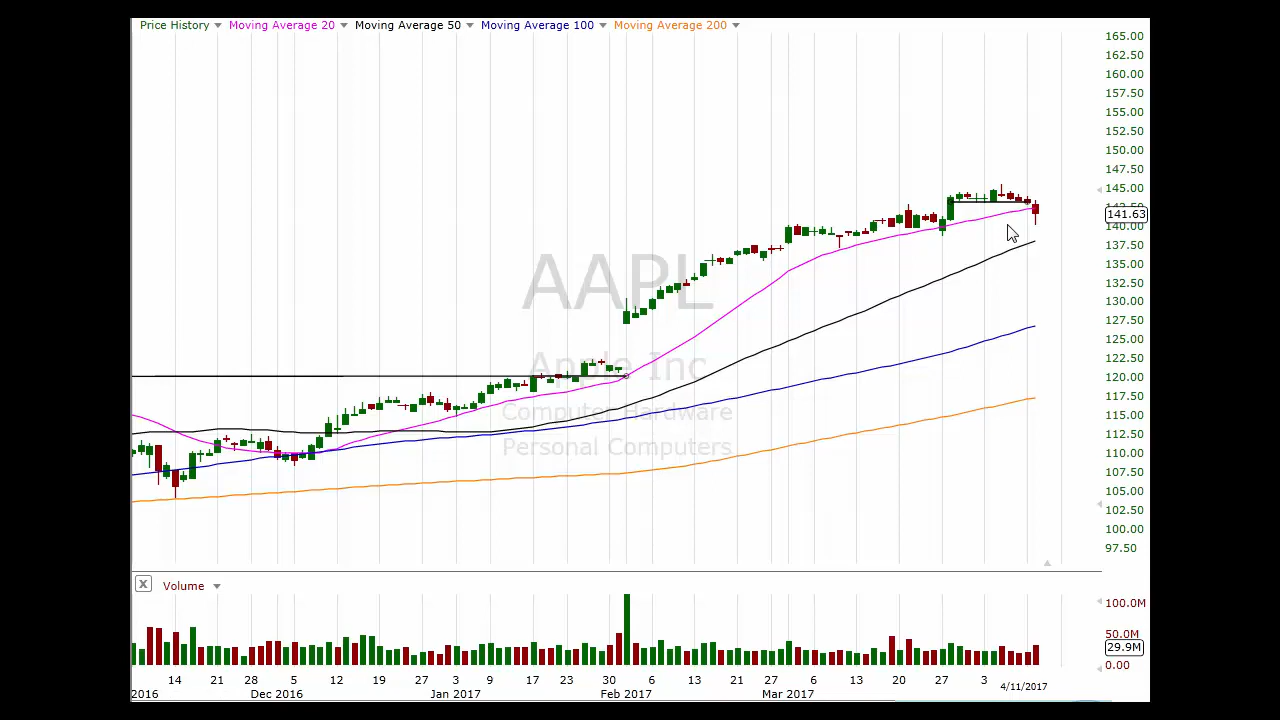 Price History Moving Average 20 Moving Average 50 Moving Average 100 Moving Average 200
165.00
162.50
160.00
157.50
155.00
152.50
150.00
147.50
145.00
141.63
140.00
137.50
135.00
132.50
130.00
127.50
125.00
122.50
120.00
117.50
115.00
112.50
110.00
107.50
105.00
102.50
100.00
97.50
AAPL
Apple Inc
Computer Hardware
Personal Computers
X Volume
100.0M
50.0M
29.9M
0.00
14 21 28 5 12 19 27 3 9 17 23 30 6 13 21 27 6 13 20 27 3 4/11/2017
2016 Dec 2016 Jan 2017 Feb 2017 Mar 2017